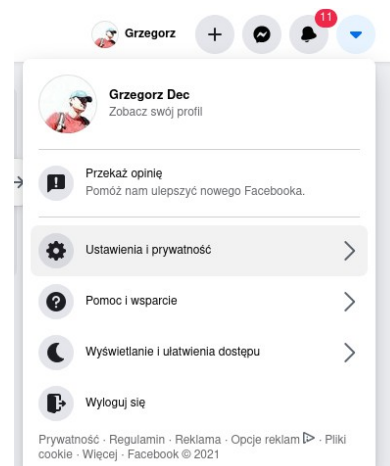 Grzegorz
11
Grzegorz Dec
Zobacz swój profil
Przekaż opinię
Pomóż nam ulepszyć nowego Facebooka.
Ustawienia i prywatność
Pomoc i wsparcie
Wyświetlanie i ułatwienia dostępu
Wyloguj się
Prywatność · Regulamin · Reklama · Opcje reklam · Pliki
cookie · Więcej · Facebook © 2021